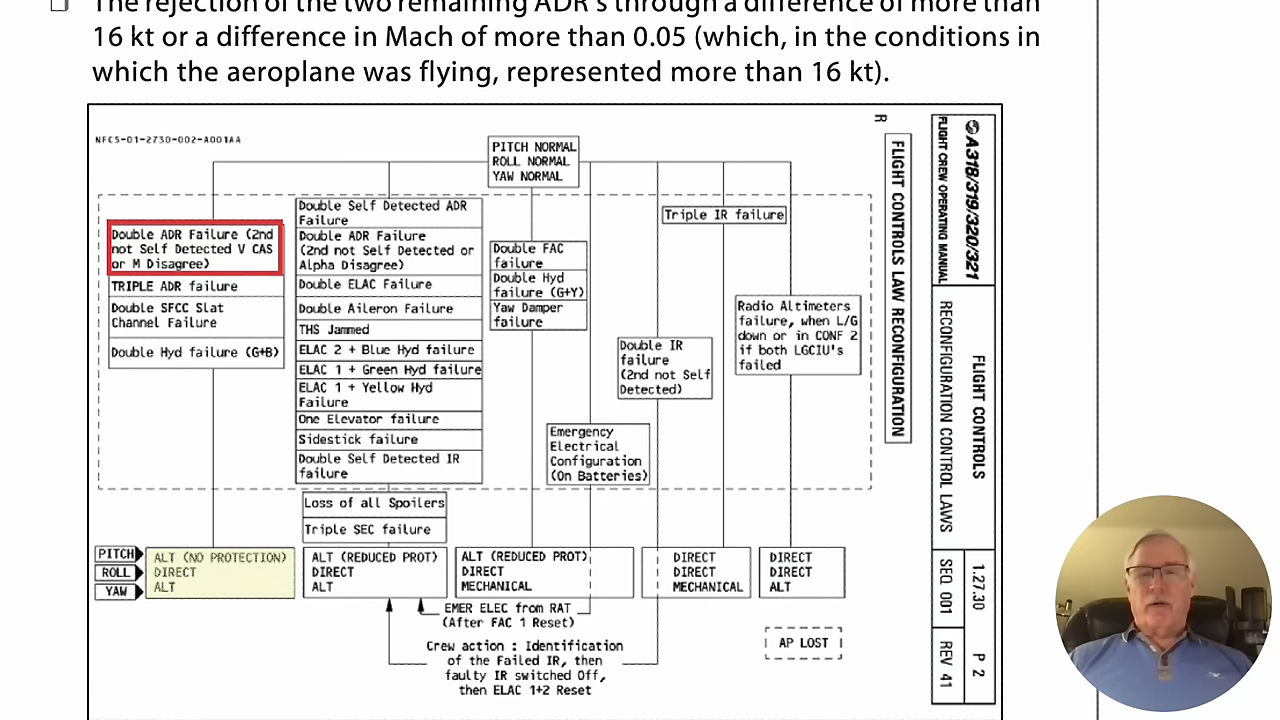 The rejection of the two remaining ADR's through a difference of more than
16 kt or a difference in Mach of more than 0.05 (which, in the conditions in
which the aeroplane was flying, represented more than 16 kt).
NFC5-01-2730-002-A001AA
PITCH NORMAL
ROLL NORMAL
YAW NORMAL
Double ADR Failure (2nd
not Self Detected V CAS
or M Disagree)
TRIPLE ADR failure
Double SFCC Slat
Channel Failure
Double Hyd failure (G+B)
Double Self Detected ADR
Failure
Double ADR Failure
(2nd not Self Detected or
Alpha Disagree)
Double ELAC Failure
Double Aileron Failure
THS Jammed
ELAC 2 + Blue Hyd failure
ELAC 1 + Green Hyd failure
ELAC 1 + Yellow Hyd
Failure
One Elevator failure
Sidestick failure
Double Self Detected IR
failure
Loss of all Spoilers
Triple SEC failure
Double FAC
failure
Double Hyd
failure (G+Y)
Yaw Damper
failure
Emergency
Electrical
Configuration
(On Batteries)
Triple IR failure
Double IR
failure
(2nd not Self
Detected)
Radio Altimeters
failure, when L/G
down or in CONF 2
if both LGCIU's
failed
PITCH
ROLL
YAW
ALT (NO PROTECTION)
DIRECT
ALT
ALT (REDUCED PROT)
DIRECT
ALT
ALT (REDUCED PROT)
DIRECT
MECHANICAL
DIRECT
DIRECT
MECHANICAL
DIRECT
DIRECT
ALT
EMER ELEC from RAT
(After FAC 1 Reset)
Crew action : Identification
of the Failed IR, then
faulty IR switched Off,
then ELAC 1+2 Reset
AP LOST
R
FLIGHT CONTROLS LAW RECONFIGURATION
A318/319/320/321
FLIGHT CREW OPERATING MANUAL
FLIGHT CONTROLS
RECONFIGURATION CONTROL LAWS
1.27.30
SEQ 001
P 2
REV 41